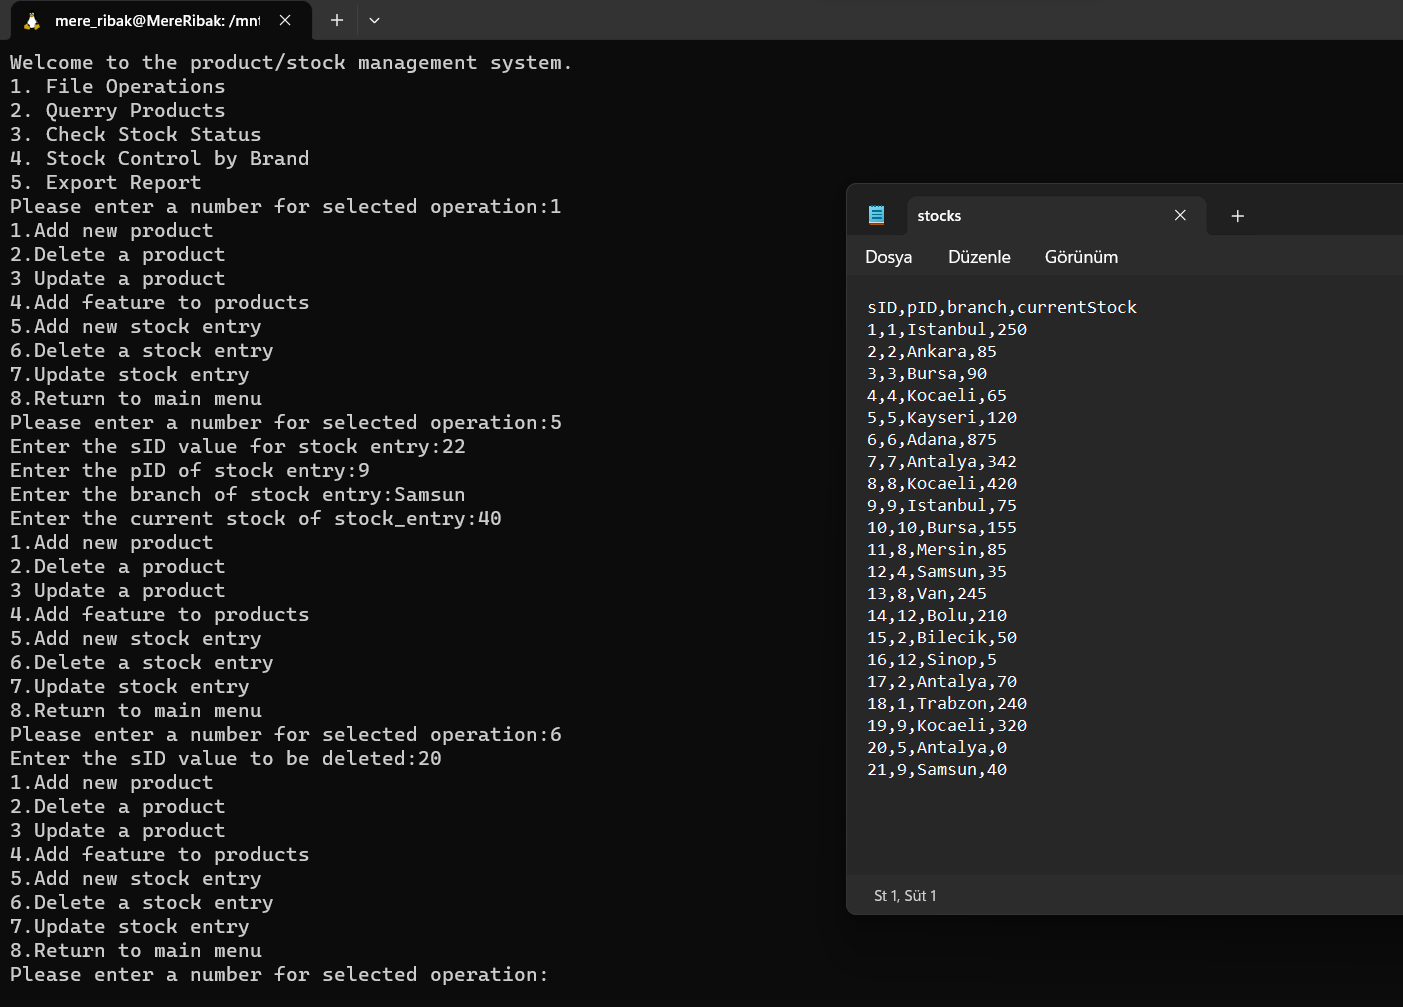 mere_ribak@MereRibak: /mnt
Welcome to the product/stock management system.
1. File Operations
2. Querry Products
3. Check Stock Status
4. Stock Control by Brand
5. Export Report
Please enter a number for selected operation:1
1.Add new product
2.Delete a product
3 Update a product
4.Add feature to products
5.Add new stock entry
6.Delete a stock entry
7.Update stock entry
8.Return to main menu
Please enter a number for selected operation:5
Enter the sID value for stock entry:22
Enter the pID of stock entry:9
Enter the branch of stock entry:Samsun
Enter the current stock of stock_entry:40
1.Add new product
2.Delete a product
3 Update a product
4.Add feature to products
5.Add new stock entry
6.Delete a stock entry
7.Update stock entry
8.Return to main menu
Please enter a number for selected operation:6
Enter the sID value to be deleted:20
1.Add new product
2.Delete a product
3 Update a product
4.Add feature to products
5.Add new stock entry
6.Delete a stock entry
7.Update stock entry
8.Return to main menu
Please enter a number for selected operation:
stocks
Dosya Düzenle Görünüm
sID,pID,branch,currentStock
1,1,Istanbul,250
2,2,Ankara,85
3,3,Bursa,90
4,4,Kocaeli,65
5,5,Kayseri,120
6,6,Adana,875
7,7,Antalya,342
8,8,Kocaeli,420
9,9,Istanbul,75
10,10,Bursa,155
11,8,Mersin,85
12,4,Samsun,35
13,8,Van,245
14,12,Bolu,210
15,2,Bilecik,50
16,12,Sinop,5
17,2,Antalya,70
18,1,Trabzon,240
19,9,Kocaeli,320
20,5,Antalya,0
21,9,Samsun,40
St 1, Süt 1